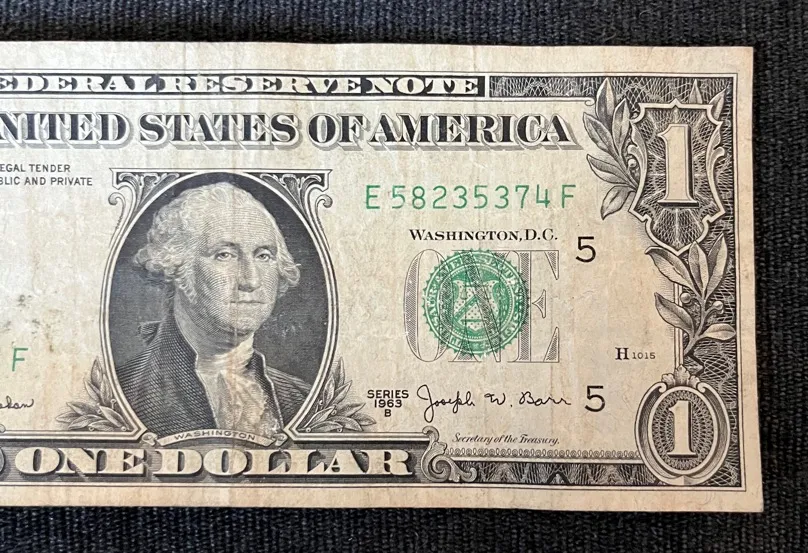 EDERAL RESERVE NOTE
NITED STATES OF AMERICA
EGAL TENDER
BLIC AND PRIVATE
E 58235374 F
WASHINGTON, D.C.
5
ONE
H 1015
F
SERIES
1963
B
Joseph W. Barr
5
WASHINGTON
Secretary of the Treasury.
ONE DOLLAR
1
1